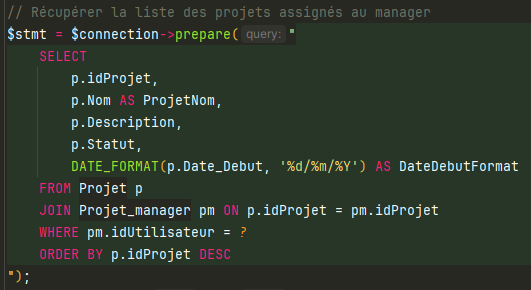 // Récupérer la liste des projets assignés au manager
$stmt = $connection->prepare( query: "
    SELECT
        p.idProjet,
        p.Nom AS ProjetNom,
        p.Description,
        p.Statut,
        DATE_FORMAT(p.Date_Debut, '%d/%m/%Y') AS DateDebutFormat
    FROM Projet p
    JOIN Projet_manager pm ON p.idProjet = pm.idProjet
    WHERE pm.idUtilisateur = ?
    ORDER BY p.idProjet DESC
");